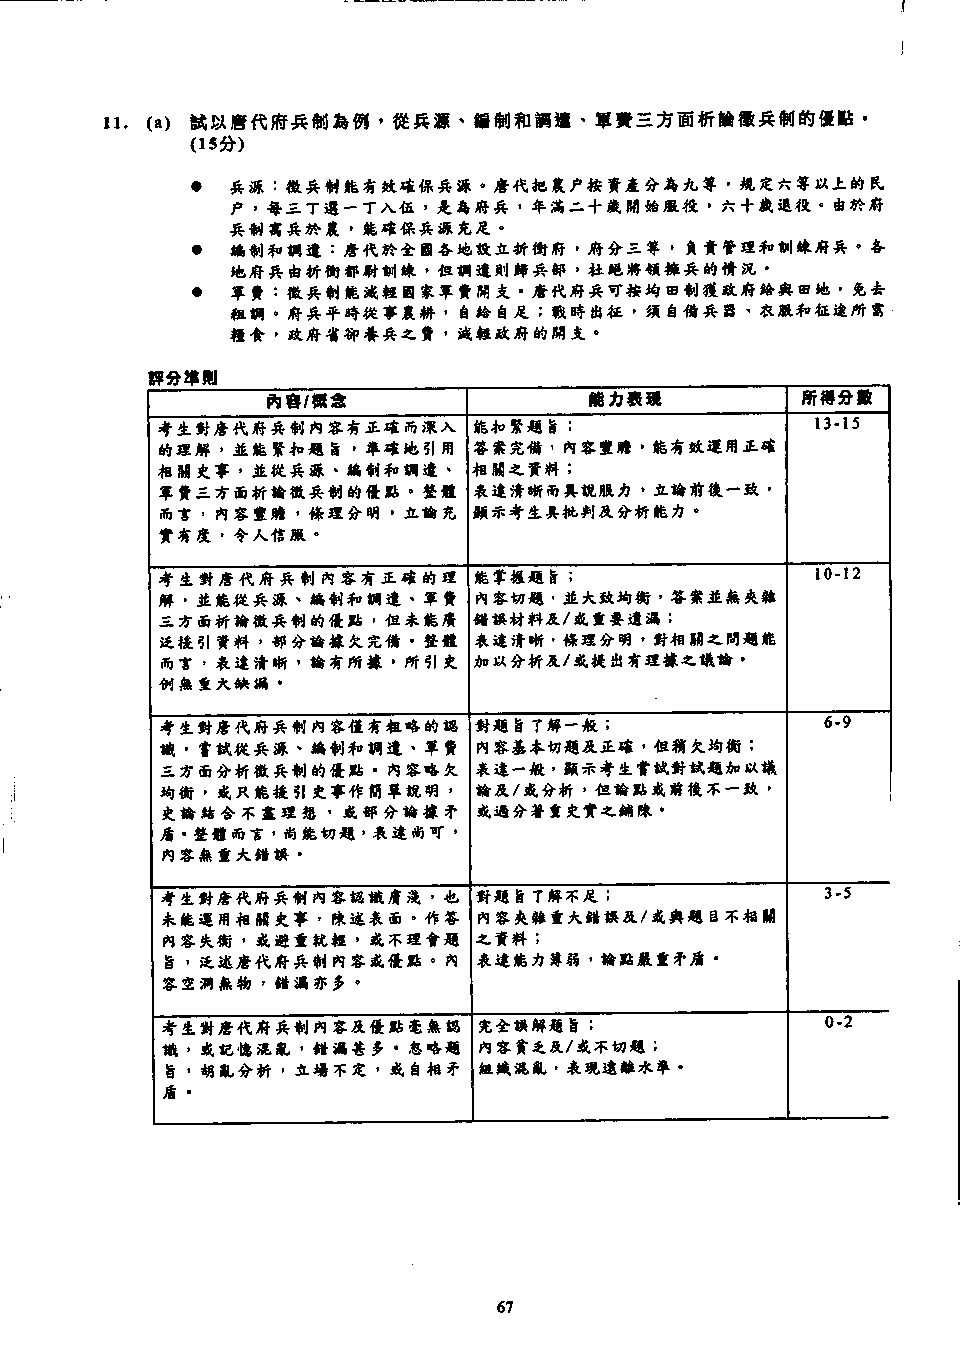 11. (a) 試以唐代府兵制為例，從兵源、編制和調遣、軍費三方面析論徵兵制的優點。
(15分)
● 兵源：徵兵制能有效確保兵源。唐代把農戶按資產分為九等，規定六等以上的民
戶，每三丁選一丁入伍，是為府兵，年滿二十歲開始服役，六十歲退役。由於府
兵制寓兵於農，能確保兵源充足。
● 編制和調遣：唐代於全國各地設立折衝府，府分三等，負責管理和訓練府兵。各
地府兵由折衝都尉訓練，但調遣則歸兵部，杜絕將領擁兵的情況。
● 軍費：徵兵制能減輕國家軍費開支。唐代府兵可按均田制獲政府給與田地，免去
租調。府兵平時從事農耕，自給自足；戰時出征，須自備兵器、衣服和征途所需
糧食，政府省卻養兵之費，減輕政府的開支。
評分準則
內容/概念 能力表現 所得分數
考生對唐代府兵制內容有正確而深入
的理解，並能緊扣題旨，準確地引用
相關史事，並從兵源、編制和調遣、
軍費三方面析論徵兵制的優點。整體
而言，內容豐贍，條理分明，立論充
實有度，令人信服。
能扣緊題旨；
答案完備，內容豐贍，能有效運用正確
相關之資料；
表達清晰而具說服力，立論前後一致，
顯示考生具批判及分析能力。
13-15
考生對唐代府兵制內容有正確的理
解，並能從兵源、編制和調遣、軍費
三方面析論徵兵制的優點，但未能廣
泛援引資料，部分論據欠完備。整體
而言，表達清晰，論有所據，所引史
例無重大缺漏。
能掌握題旨；
內容切題，並大致均衡，答案並無夾雜
錯誤材料及/或重要遺漏；
表達清晰，條理分明，對相關之問題能
加以分析及/或提出有理據之議論。
10-12
考生對唐代府兵制內容僅有粗略的認
識，嘗試從兵源、編制和調遣、軍費
三方面分析徵兵制的優點。內容略欠
均衡，或只能援引史事作簡單說明，
史論結合不盡理想，或部分論據矛
盾。整體而言，尚能切題，表達尚可，
內容無重大錯誤。
對題旨了解一般；
內容基本切題及正確，但稍欠均衡；
表達一般，顯示考生嘗試對試題加以議
論及/或分析，但論點或前後不一致，
或過分著重史實之鋪陳。
6-9
考生對唐代府兵制內容認識膚淺，也
未能運用相關史事，陳述表面。作答
內容失衡，或避重就輕，或不理會題
旨，泛述唐代府兵制內容或優點。內
容空洞無物，錯漏亦多。
對題旨了解不足；
內容夾雜重大錯誤及/或與題目不相關
之資料；
表達能力薄弱，論點嚴重矛盾。
3-5
考生對唐代府兵制內容及優點毫無認
識，或記憶混亂，錯漏甚多。忽略題
旨，胡亂分析，立場不定，或自相矛
盾。
完全誤解題旨；
內容貧乏及/或不切題；
組織混亂，表現遠離水準。
0-2
67